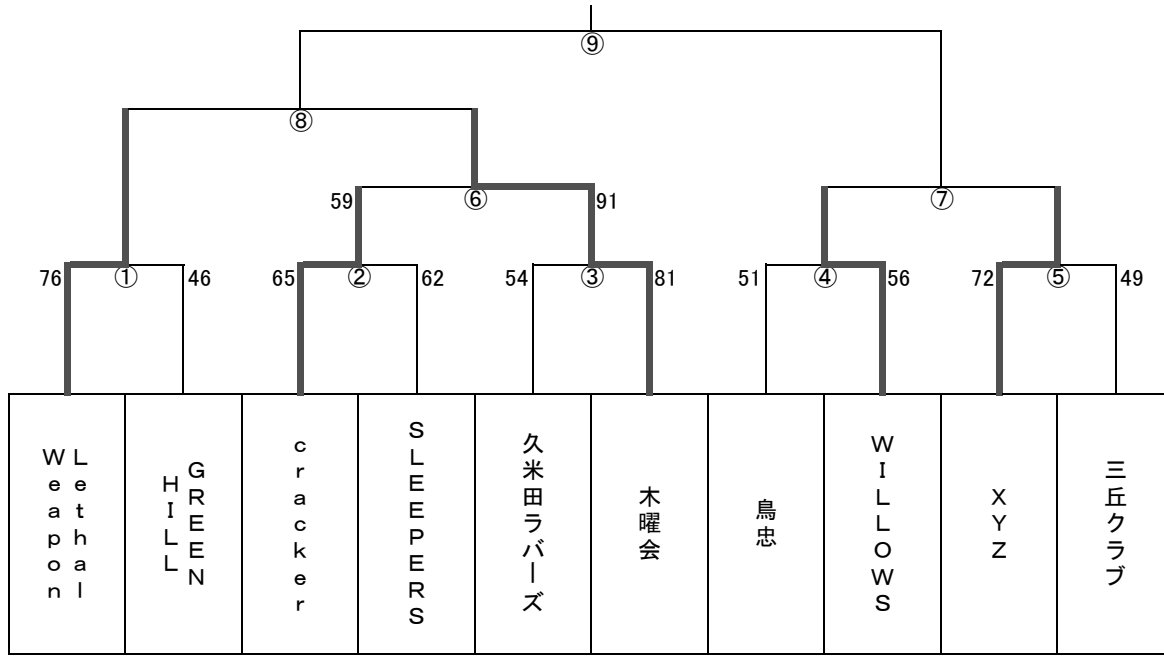 ⑨
⑧
59 ⑥ 91 ⑦
76 ① 46 65 ② 62 54 ③ 81 51 ④ 56 72 ⑤ 49
Lethal
Weapon
GREEN
HILL
cracker
SLEEPERS
久米田ラバーズ
木曜会
鳥忠
WILLOWS
XYZ
三丘クラブ